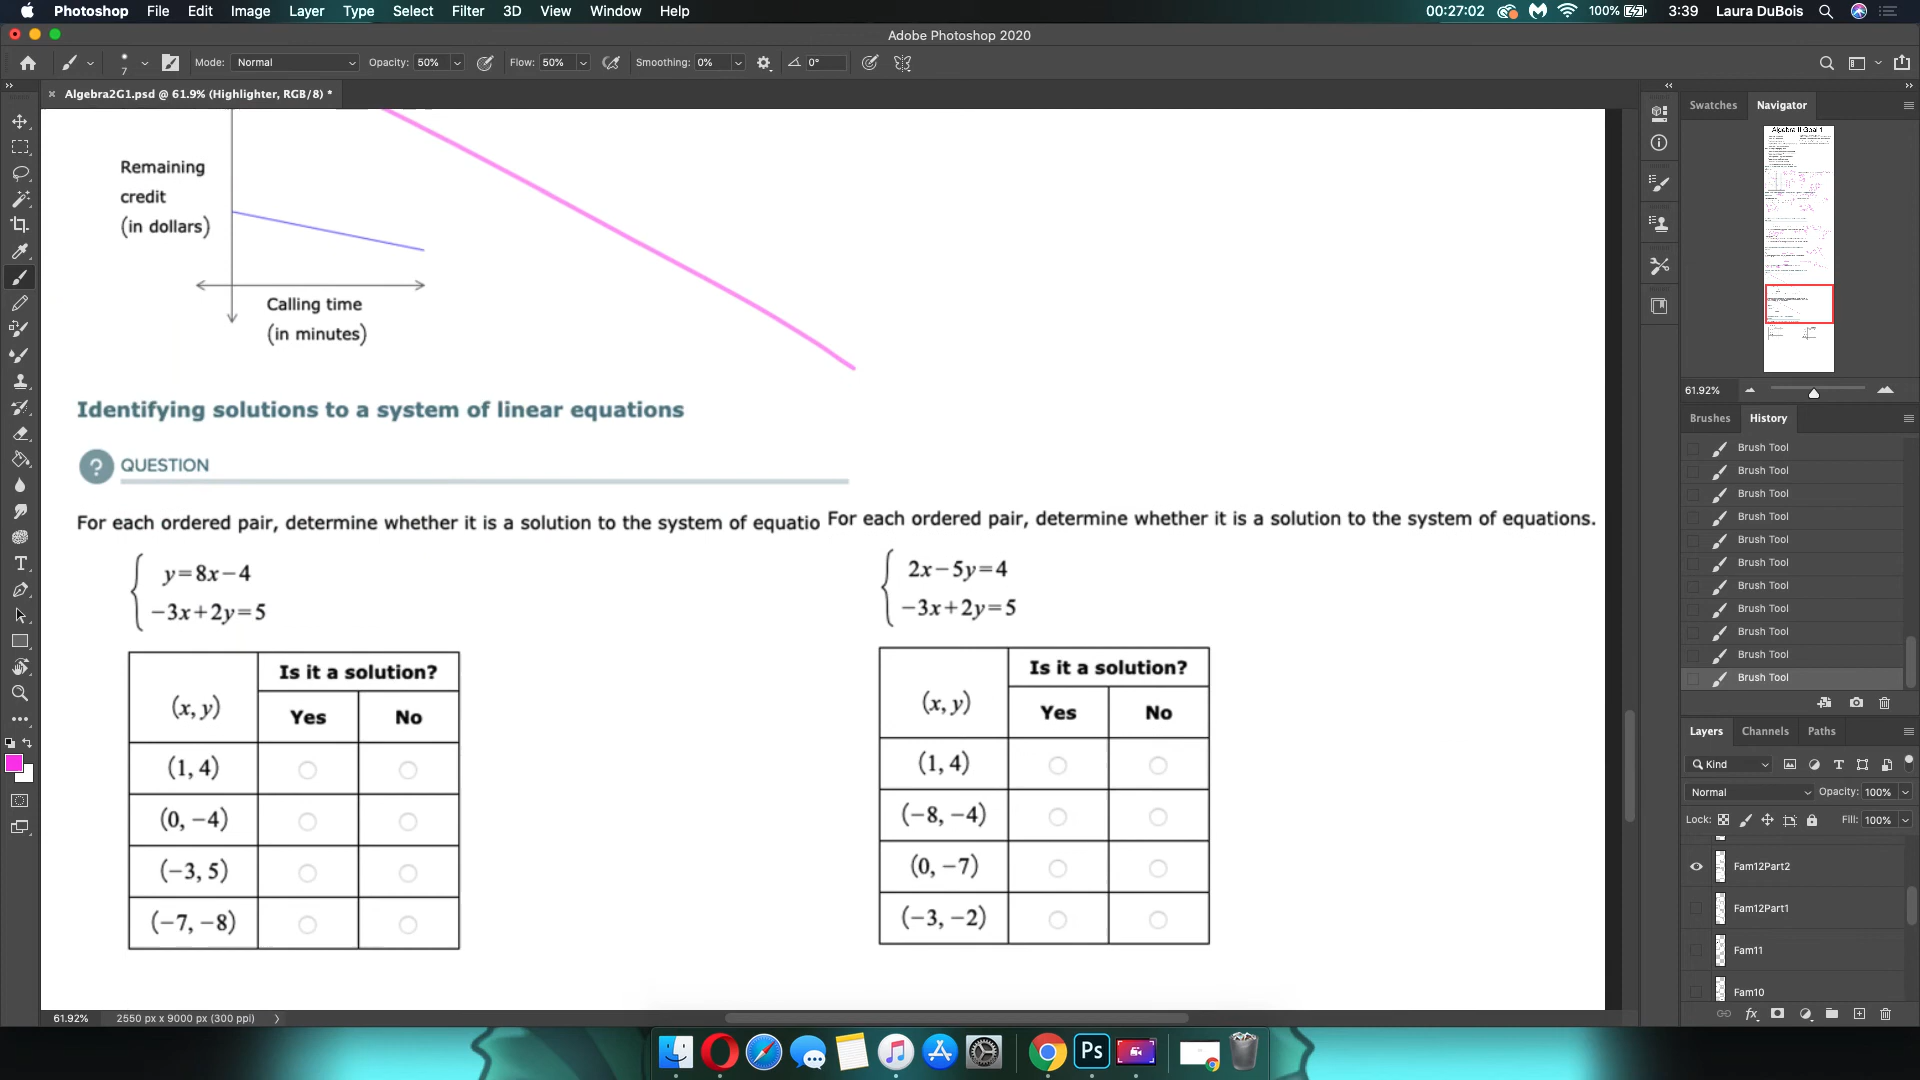 Photoshop File Edit Image Layer Type Select Filter 3D View Window Help 00:27:02 100% 3:39 Laura DuBois
Adobe Photoshop 2020
7 Mode: Normal Opacity: 50% Flow: 50% Smoothing: 0% 0°
Algebra2G1.psd @ 61.9% (Highlighter, RGB/8) *
Swatches Navigator
Algebra II Goal 1
61.92%
Brushes History
Brush Tool
Brush Tool
Brush Tool
Brush Tool
Brush Tool
Brush Tool
Brush Tool
Brush Tool
Brush Tool
Brush Tool
Brush Tool
Layers Channels Paths
Kind
Normal Opacity: 100%
Lock: Fill: 100%
Fam12Part2
Fam12Part1
Fam11
Fam10
Remaining
credit
(in dollars)
Calling time
(in minutes)
Identifying solutions to a system of linear equations
? QUESTION
For each ordered pair, determine whether it is a solution to the system of equatio
y=8x−4
−3x+2y=5
(x, y) Is it a solution?
Yes No
(1, 4)
(0, −4)
(−3, 5)
(−7, −8)
For each ordered pair, determine whether it is a solution to the system of equations.
2x−5y=4
−3x+2y=5
(x, y) Is it a solution?
Yes No
(1, 4)
(−8, −4)
(0, −7)
(−3, −2)
61.92% 2550 px x 9000 px (300 ppi)
Ps